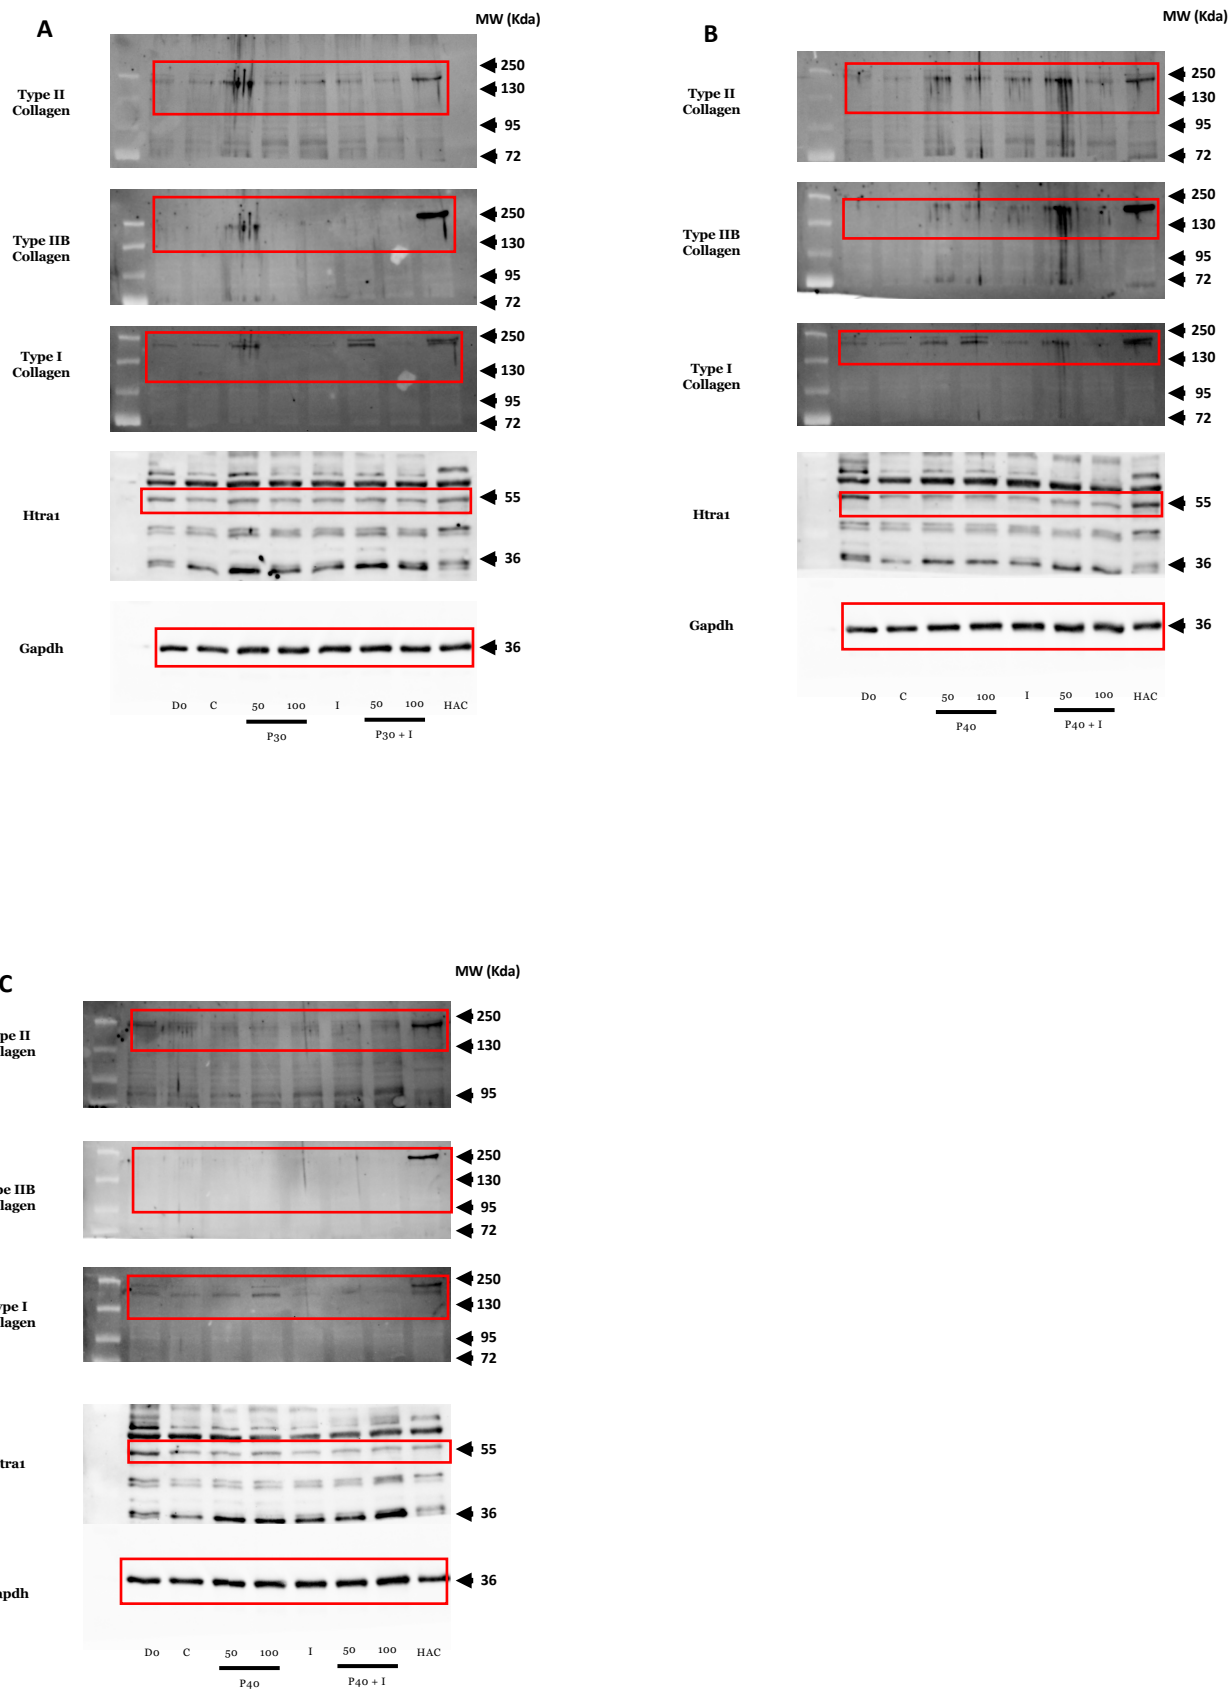 A
MW (Kda)
Type II
Collagen
250
130
95
72
Type IIB
Collagen
250
130
95
72
Type I
Collagen
250
130
95
72
Htra1
55
36
Gapdh
36
D0 C 50 100 I 50 100 HAC
P30 P30 + I
B
MW (Kda)
Type II
Collagen
250
130
95
72
Type IIB
Collagen
250
130
95
72
Type I
Collagen
250
130
95
72
Htra1
55
36
Gapdh
36
D0 C 50 100 I 50 100 HAC
P40 P40 + I
C
MW (Kda)
pe II
lagen
250
130
95
pe IIB
lagen
250
130
95
72
ype I
lagen
250
130
95
72
tra1
55
36
apdh
36
D0 C 50 100 I 50 100 HAC
P40 P40 + I